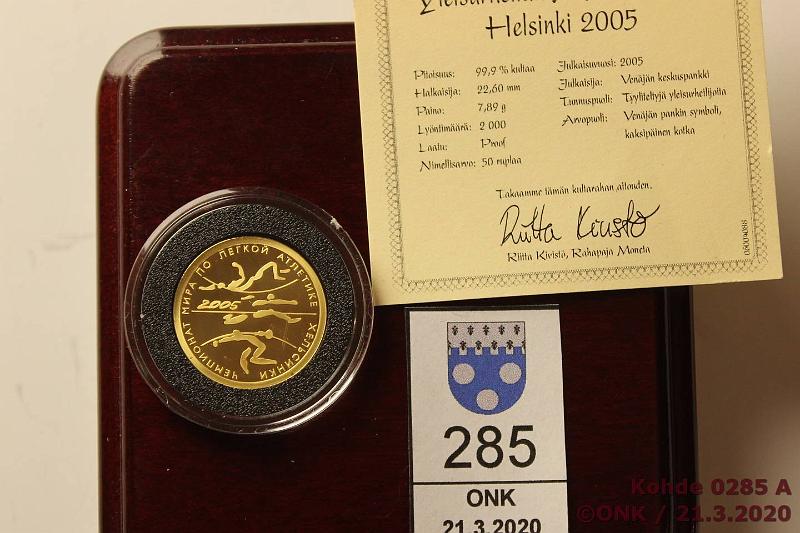 Helsinki 2005
Pitoisuus: 99,9 % kultaa
Halkaisija: 22,60 mm
Paino: 7,89 g
Lyöntimäärä: 2 000
Laatu: Proof
Nimellisarvo: 50 ruplaa
Julkaisuvuosi: 2005
Julkaisija: Venäjän keskuspankki
Tunnuspuoli: Tyyliteltyjä yleisurheilijoita
Arvopuoli: Venäjän pankin symboli,
kaksipäinen kotka
Takaamme tämän kultarahan aitouden.
Riitta Kivistö
Riitta Kivistö, Rahapaja Moneta
ЧЕМПИОНАТ МИРА ПО ЛЕГКОЙ АТЛЕТИКЕ ХЕЛЬСИНКИ
2005
285
ONK
21.3.2020
Kohde 0285 A
©ONK / 21.3.2020